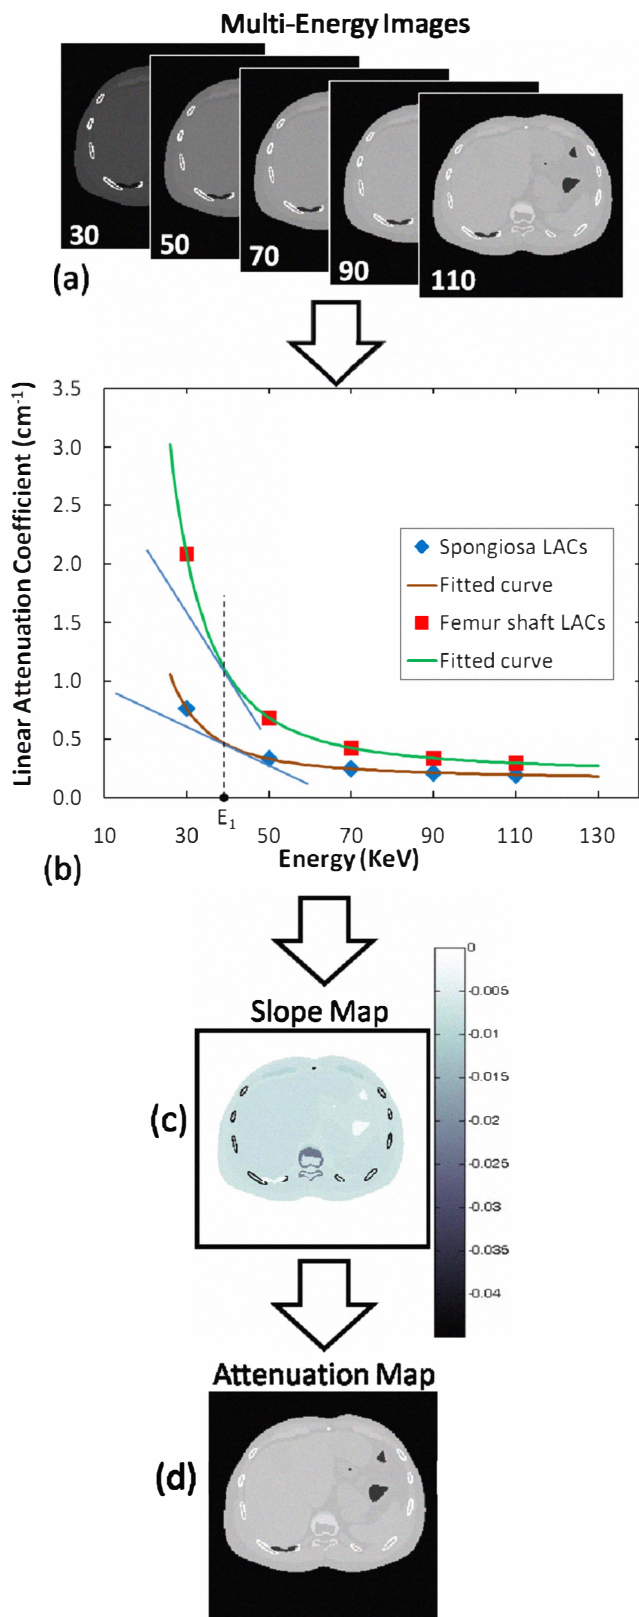 Multi-Energy Images
30
50
70
90
110
(a)
Linear Attenuation Coefficient (cm⁻¹)
3.5
3.0
2.5
2.0
1.5
1.0
0.5
0.0
Spongiosa LACs
Fitted curve
Femur shaft LACs
Fitted curve
E₁
10 30 50 70 90 110 130
Energy (KeV)
(b)
Slope Map
(c)
0
-0.005
-0.01
-0.015
-0.02
-0.025
-0.03
-0.035
-0.04
Attenuation Map
(d)